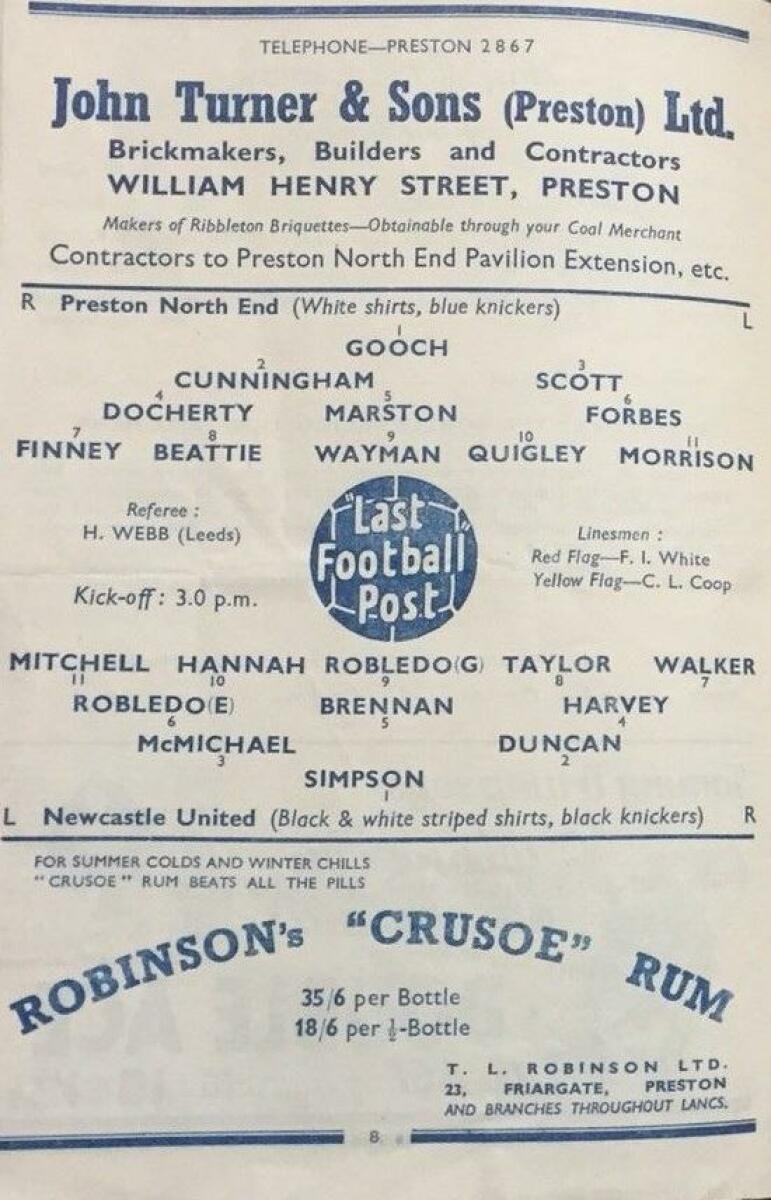 TELEPHONE—PRESTON 2867
John Turner & Sons (Preston) Ltd.
Brickmakers, Builders and Contractors
WILLIAM HENRY STREET, PRESTON
Makers of Ribbleton Briquettes—Obtainable through your Coal Merchant
Contractors to Preston North End Pavilion Extension, etc.
R Preston North End (White shirts, blue knickers) L
1
GOOCH
2 3
CUNNINGHAM SCOTT
4 5 6
DOCHERTY MARSTON FORBES
7 8 9 10 11
FINNEY BEATTIE WAYMAN QUIGLEY MORRISON
Referee :
H. WEBB (Leeds)
Kick-off : 3.0 p.m.
"Last
Football
Post"
Linesmen :
Red Flag—F. I. White
Yellow Flag—C. L. Coop
MITCHELL HANNAH ROBLEDO(G) TAYLOR WALKER
11 10 9 8 7
ROBLEDO(E) BRENNAN HARVEY
6 5 4
McMICHAEL DUNCAN
3 2
SIMPSON
1
L Newcastle United (Black & white striped shirts, black knickers) R
FOR SUMMER COLDS AND WINTER CHILLS
"CRUSOE" RUM BEATS ALL THE PILLS
ROBINSON's "CRUSOE" RUM
35/6 per Bottle
18/6 per ½-Bottle
T. L. ROBINSON LTD.
23, FRIARGATE, PRESTON
AND BRANCHES THROUGHOUT LANCS.
8